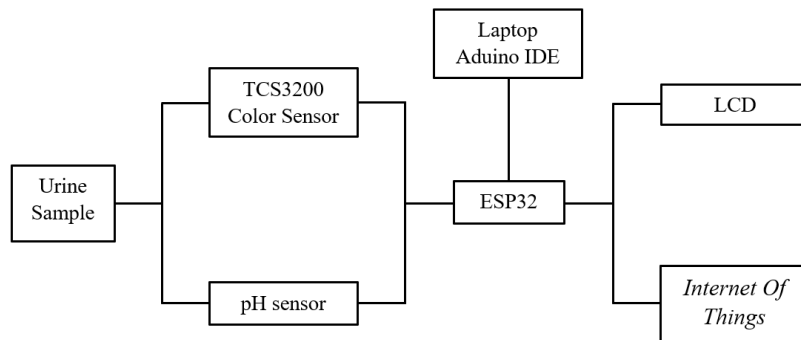 Laptop
Aduino IDE
TCS3200
Color Sensor
LCD
Urine
Sample
ESP32
pH sensor
Internet Of
Things